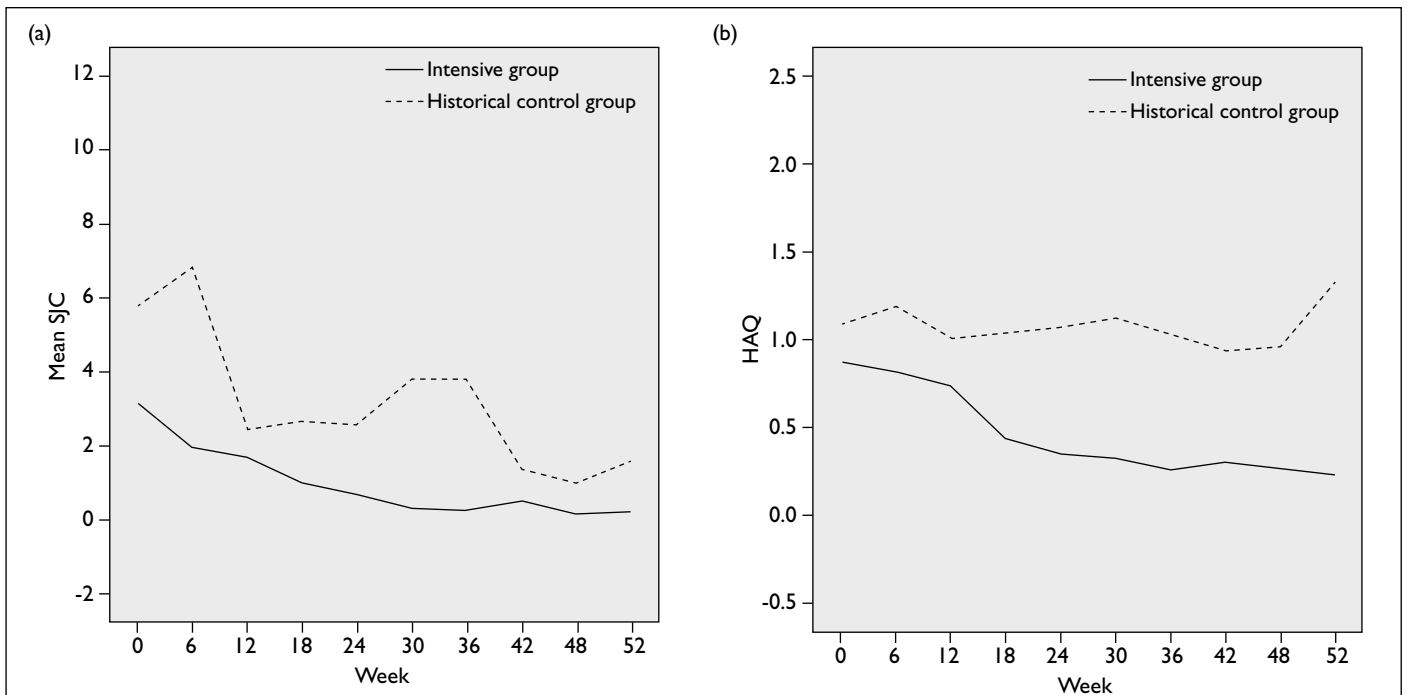 (a)
Intensive group
Historical control group
12
10
8
6
4
2
0
-2
Mean SJC
0 6 12 18 24 30 36 42 48 52
Week
(b)
Intensive group
Historical control group
2.5
2.0
1.5
1.0
0.5
0.0
-0.5
HAQ
0 6 12 18 24 30 36 42 48 52
Week